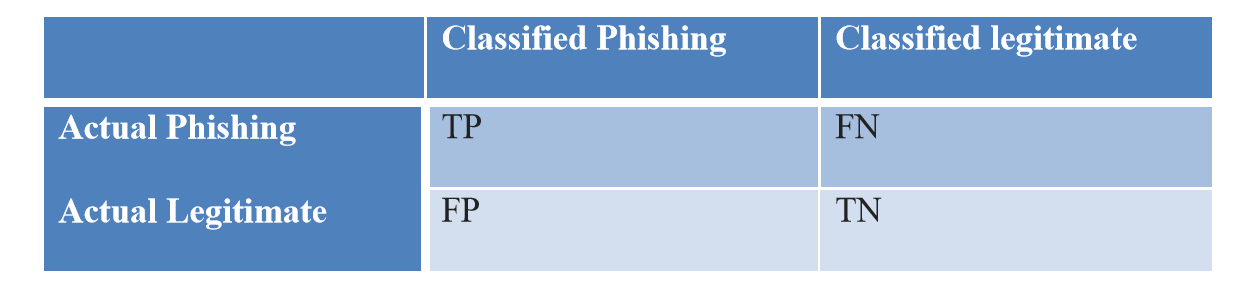 Classified Phishing Classified legitimate
Actual Phishing TP FN
Actual Legitimate FP TN